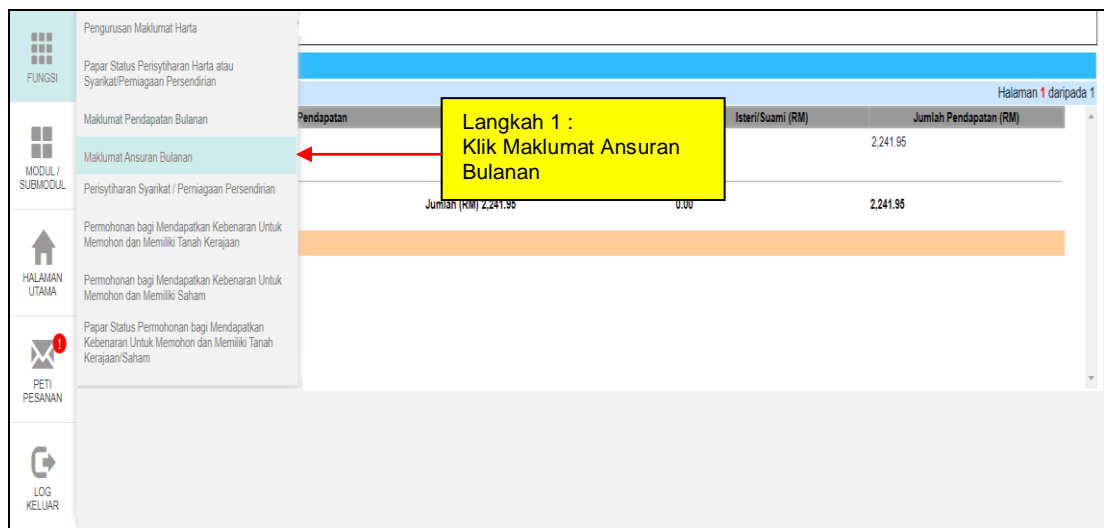 FUNGSI
MODUL /
SUBMODUL
HALAMAN
UTAMA
!
PETI
PESANAN
LOG
KELUAR
Pengurusan Maklumat Harta
Papar Status Perisytiharan Harta atau
Syarikat/Perniagaan Persendirian
Maklumat Pendapatan Bulanan
Maklumat Ansuran Bulanan
Perisytiharan Syarikat / Perniagaan Persendirian
Permohonan bagi Mendapatkan Kebenaran Untuk
Memohon dan Memiliki Tanah Kerajaan
Permohonan bagi Mendapatkan Kebenaran Untuk
Memohon dan Memiliki Saham
Papar Status Permohonan bagi Mendapatkan
Kebenaran Untuk Memohon dan Memiliki Tanah
Kerajaan/Saham
Halaman 1 daripada 1
Pendapatan Isteri/Suami (RM) Jumlah Pendapatan (RM)
2,241.95
Langkah 1 :
Klik Maklumat Ansuran
Bulanan
Jumlah (RM) 2,241.95 0.00 2,241.95